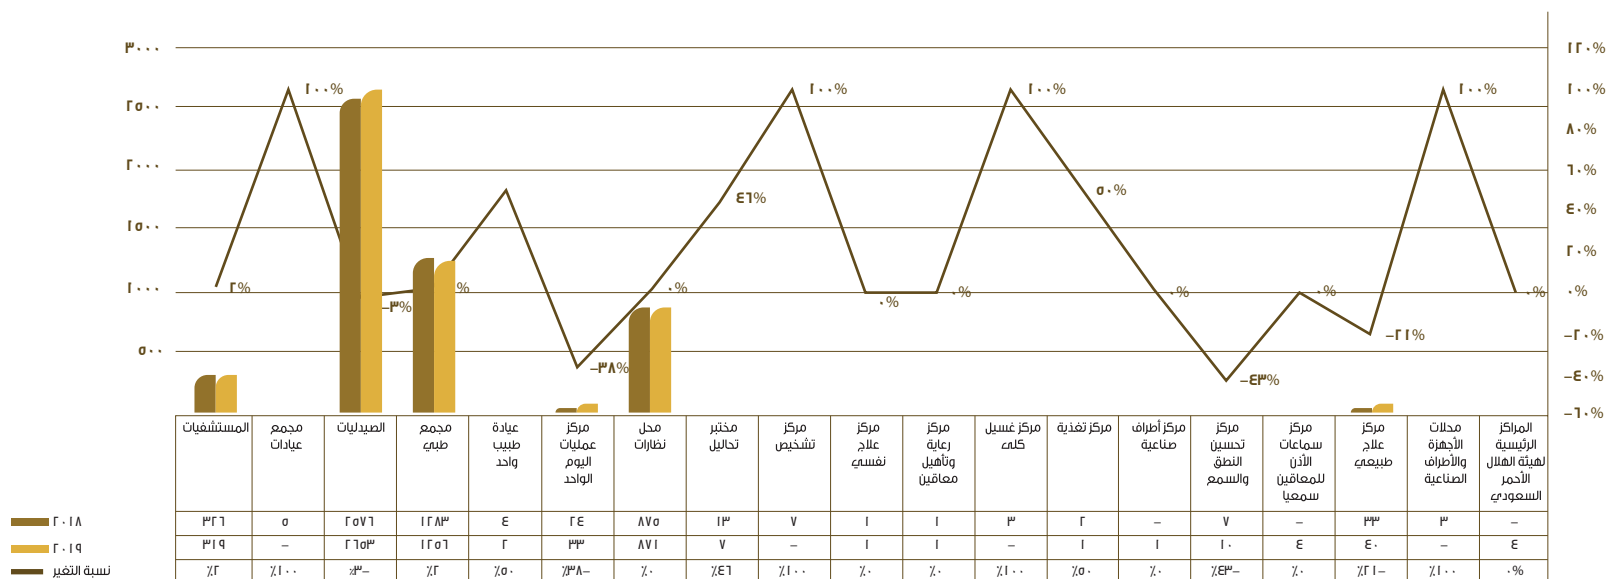 ٣٠٠٠
٢٥٠٠
٢٠٠٠
١٥٠٠
١٠٠٠
٥٠٠
١٢٠%
١٠٠%
٨٠%
٦٠%
٤٠%
٢٠%
٠%
-٢٠%
-٤٠%
-٦٠%
٢%
١٠٠%
-٣%
%
-٣٨%
٠%
٤٦%
١٠٠%
٠%
٠%
١٠٠%
٥٠%
٠%
-٤٣%
٠%
-٢١%
١٠٠%
٠%
المستشفيات
مجمع
عيادات
الصيدليات
مجمع
طبي
عيادة
طبيب
واحد
مركز
عمليات
اليوم
الواحد
محل
نظارات
مختبر
تحاليل
مركز
تشخيص
مركز
علاج
نفسي
مركز
رعاية
وتأهيل
معاقين
مركز غسيل
كلى
مركز تغذية
مركز أطراف
صناعية
مركز
تحسين
النطق
والسمع
مركز
سماعات
الأذن
للمعاقين
سمعيا
مركز
علاج
طبيعي
محلات
الأجهزة
والأطراف
الصناعية
المراكز
الرئيسية
لهيئة الهلال
الأحمر
السعودي
٢٠١٨ ٣٢٦ ٥ ٢٥٧٦ ١٢٨٣ ٤ ٢٤ ٨٧٥ ١٣ ٧ ١ ١ ٣ ٢ - ٧ - ٣٣ ٣ -
٢٠١٩ ٣١٩ - ٢٦٥٣ ١٢٥٦ ٢ ٣٣ ٨٧١ ٧ - ١ ١ - ١ ١ ١٠ ٤ ٤٠ - ٤
نسبة التغير ٢٪ ١٠٠٪ -٣٪ ٢٪ ٥٠٪ -٣٨٪ ٠٪ ٤٦٪ ١٠٠٪ ٠٪ ٠٪ ١٠٠٪ ٥٠٪ ٠٪ -٤٣٪ ٠٪ -٢١٪ ١٠٠٪ ٠%